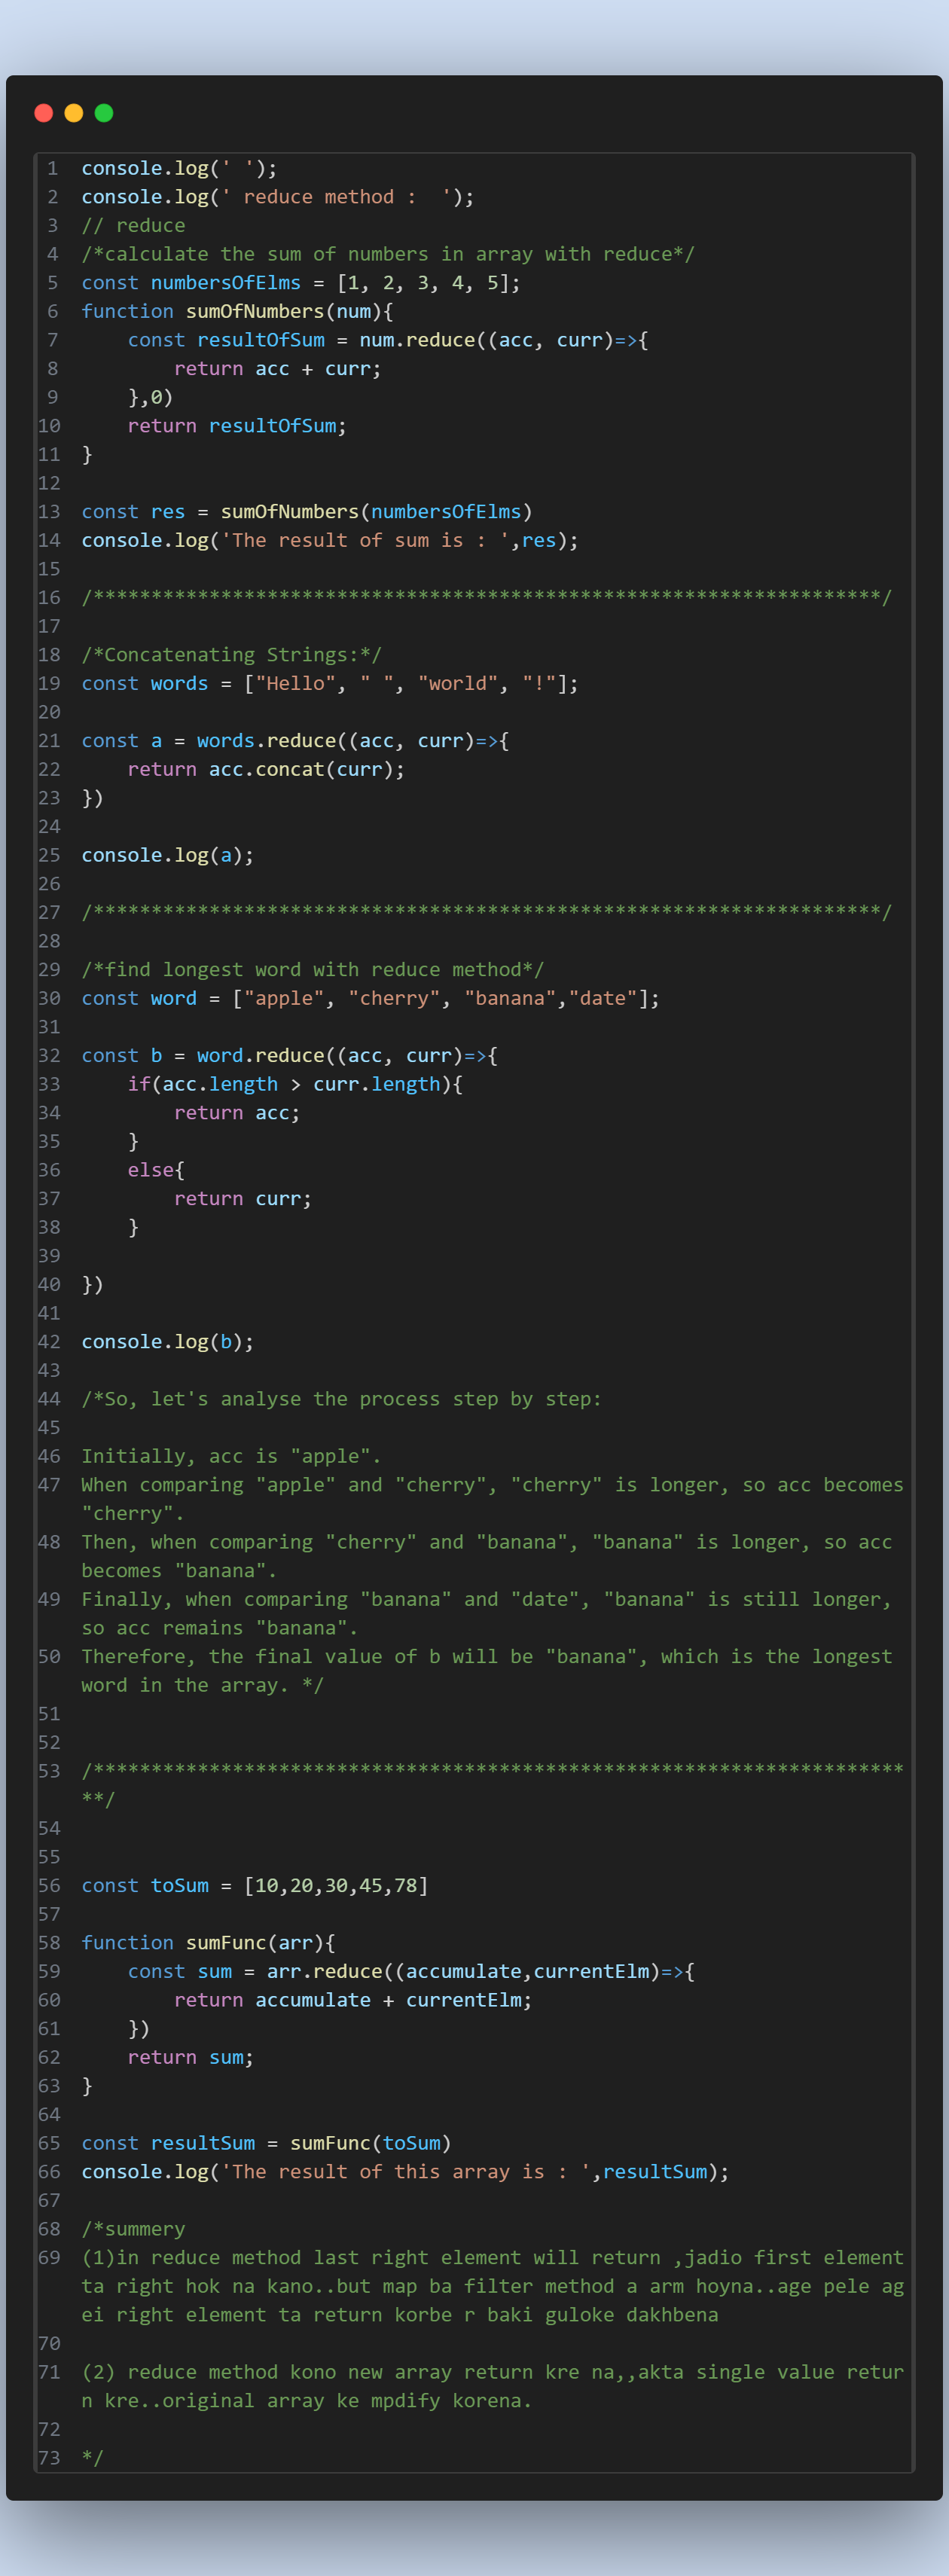 1 console.log(' ');
2 console.log(' reduce method :  ');
3 // reduce
4 /*calculate the sum of numbers in array with reduce*/
5 const numbersOfElms = [1, 2, 3, 4, 5];
6 function sumOfNumbers(num){
7     const resultOfSum = num.reduce((acc, curr)=>{
8         return acc + curr;
9     },0)
10     return resultOfSum;
11 }
12
13 const res = sumOfNumbers(numbersOfElms)
14 console.log('The result of sum is : ',res);
15
16 /********************************************************************/
17
18 /*Concatenating Strings:*/
19 const words = ["Hello", " ", "world", "!"];
20
21 const a = words.reduce((acc, curr)=>{
22     return acc.concat(curr);
23 })
24
25 console.log(a);
26
27 /********************************************************************/
28
29 /*find longest word with reduce method*/
30 const word = ["apple", "cherry", "banana","date"];
31
32 const b = word.reduce((acc, curr)=>{
33     if(acc.length > curr.length){
34         return acc;
35     }
36     else{
37         return curr;
38     }
39
40 })
41
42 console.log(b);
43
44 /*So, let's analyse the process step by step:
45
46 Initially, acc is "apple".
47 When comparing "apple" and "cherry", "cherry" is longer, so acc becomes
"cherry".
48 Then, when comparing "cherry" and "banana", "banana" is longer, so acc
becomes "banana".
49 Finally, when comparing "banana" and "date", "banana" is still longer,
so acc remains "banana".
50 Therefore, the final value of b will be "banana", which is the longest
word in the array. */
51
52
53 /**********************************************************************
**/
54
55
56 const toSum = [10,20,30,45,78]
57
58 function sumFunc(arr){
59     const sum = arr.reduce((accumulate,currentElm)=>{
60         return accumulate + currentElm;
61     })
62     return sum;
63 }
64
65 const resultSum = sumFunc(toSum)
66 console.log('The result of this array is : ',resultSum);
67
68 /*summery
69 (1)in reduce method last right element will return ,jadio first element
ta right hok na kano..but map ba filter method a arm hoyna..age pele ag
ei right element ta return korbe r baki guloke dakhbena
70
71 (2) reduce method kono new array return kre na,,akta single value retur
n kre..original array ke mpdify korena.
72
73 */